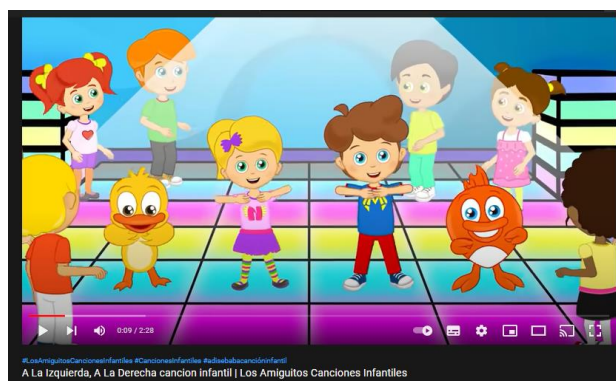 0:09 / 2:28
#LosAmiguitosCancionesInfantiles #CancionesInfantiles #adisebabacancióninfantil
A La Izquierda, A La Derecha cancion infantil | Los Amiguitos Canciones Infantiles